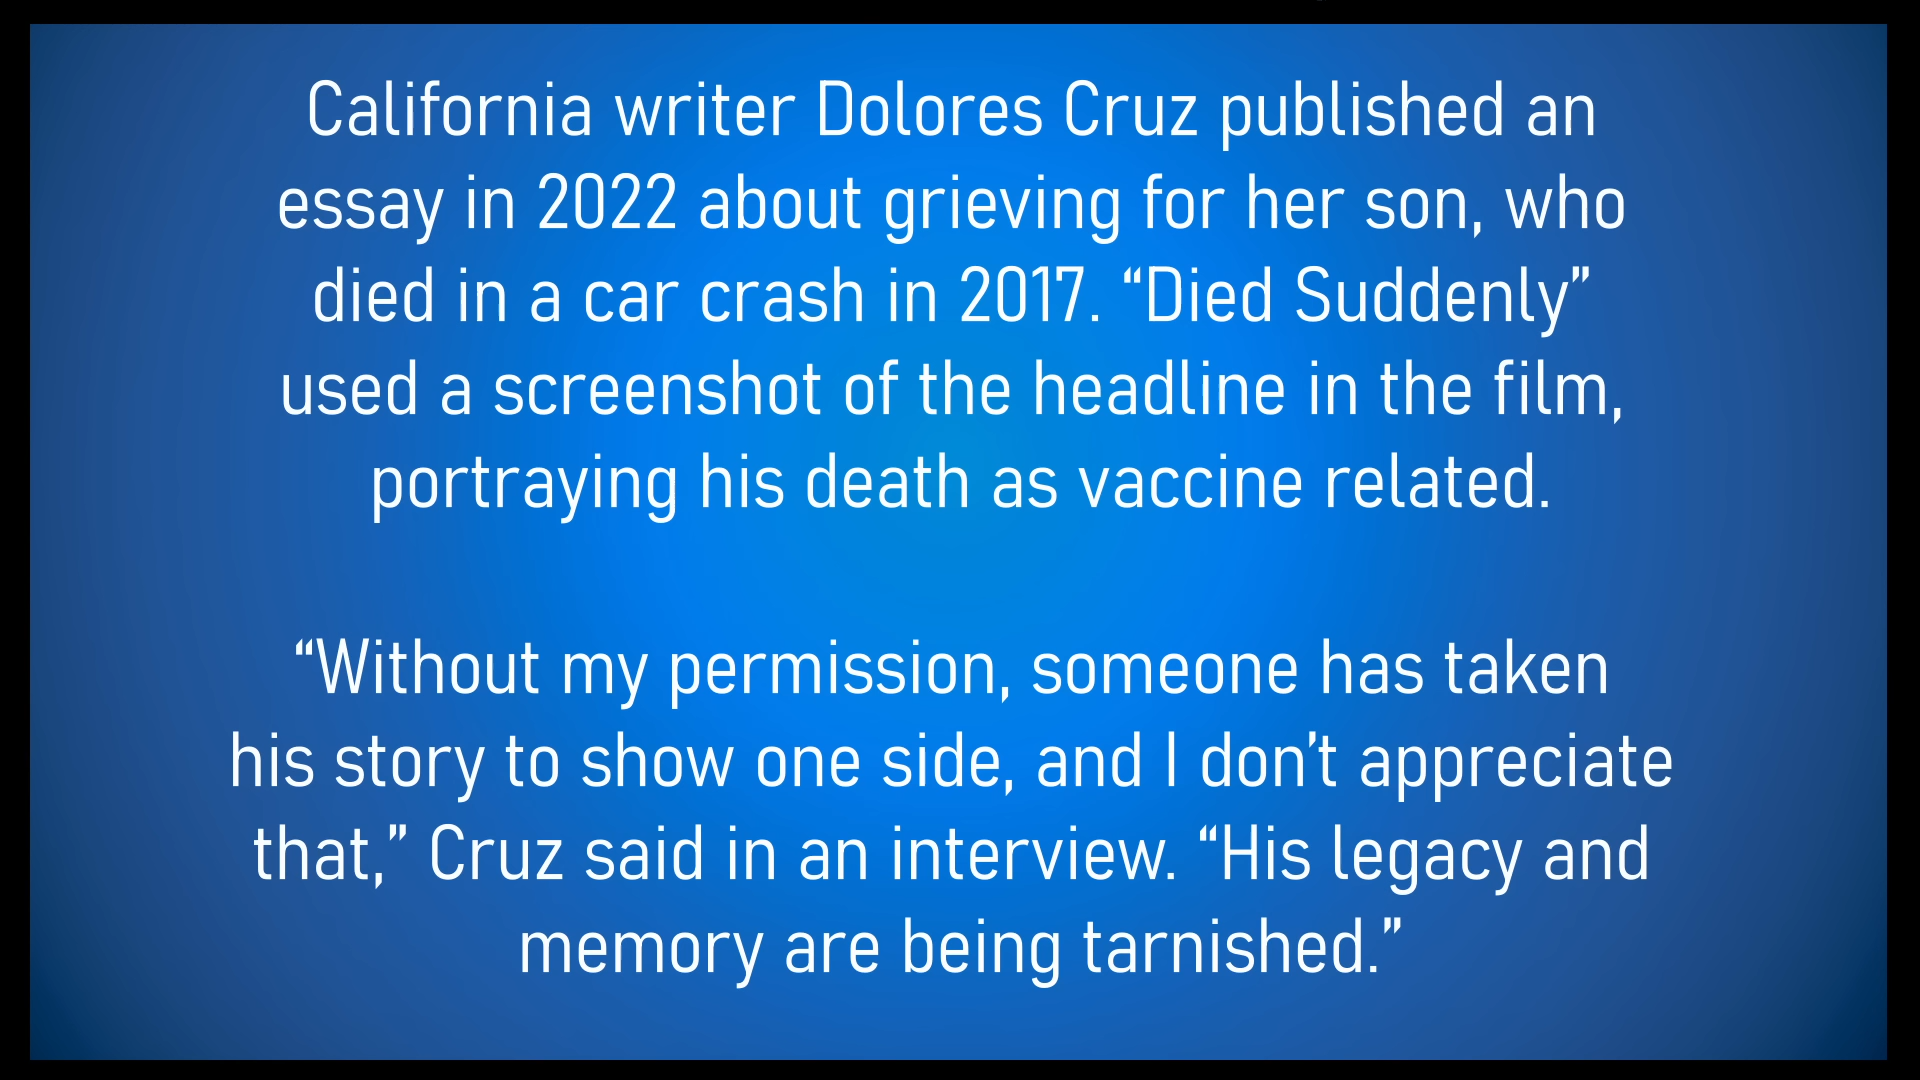 California writer Dolores Cruz published an
essay in 2022 about grieving for her son, who
died in a car crash in 2017. “Died Suddenly”
used a screenshot of the headline in the film,
portraying his death as vaccine related.
“Without my permission, someone has taken
his story to show one side, and I don’t appreciate
that,” Cruz said in an interview. “His legacy and
memory are being tarnished.”